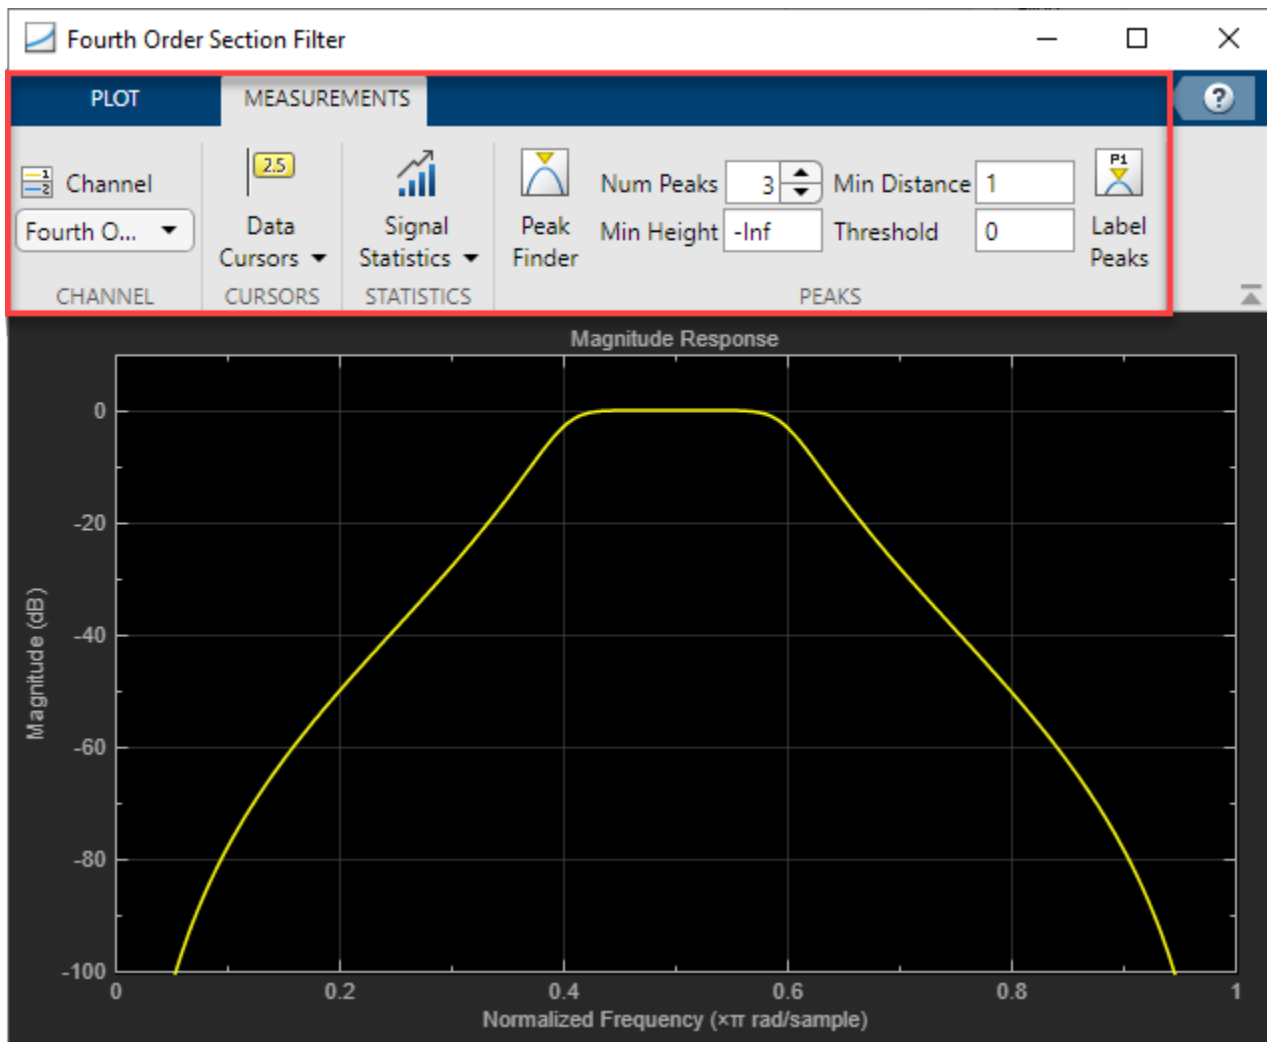 Fourth Order Section Filter
PLOT MEASUREMENTS ?
Channel
Fourth O...
CHANNEL
2.5
Data
Cursors
CURSORS
Signal
Statistics
STATISTICS
Peak
Finder
Num Peaks 3 Min Distance 1
Min Height -Inf Threshold 0
P1
Label
Peaks
PEAKS
Magnitude Response
0
-20
-40
-60
-80
-100
Magnitude (dB)
0 0.2 0.4 0.6 0.8 1
Normalized Frequency (×π rad/sample)